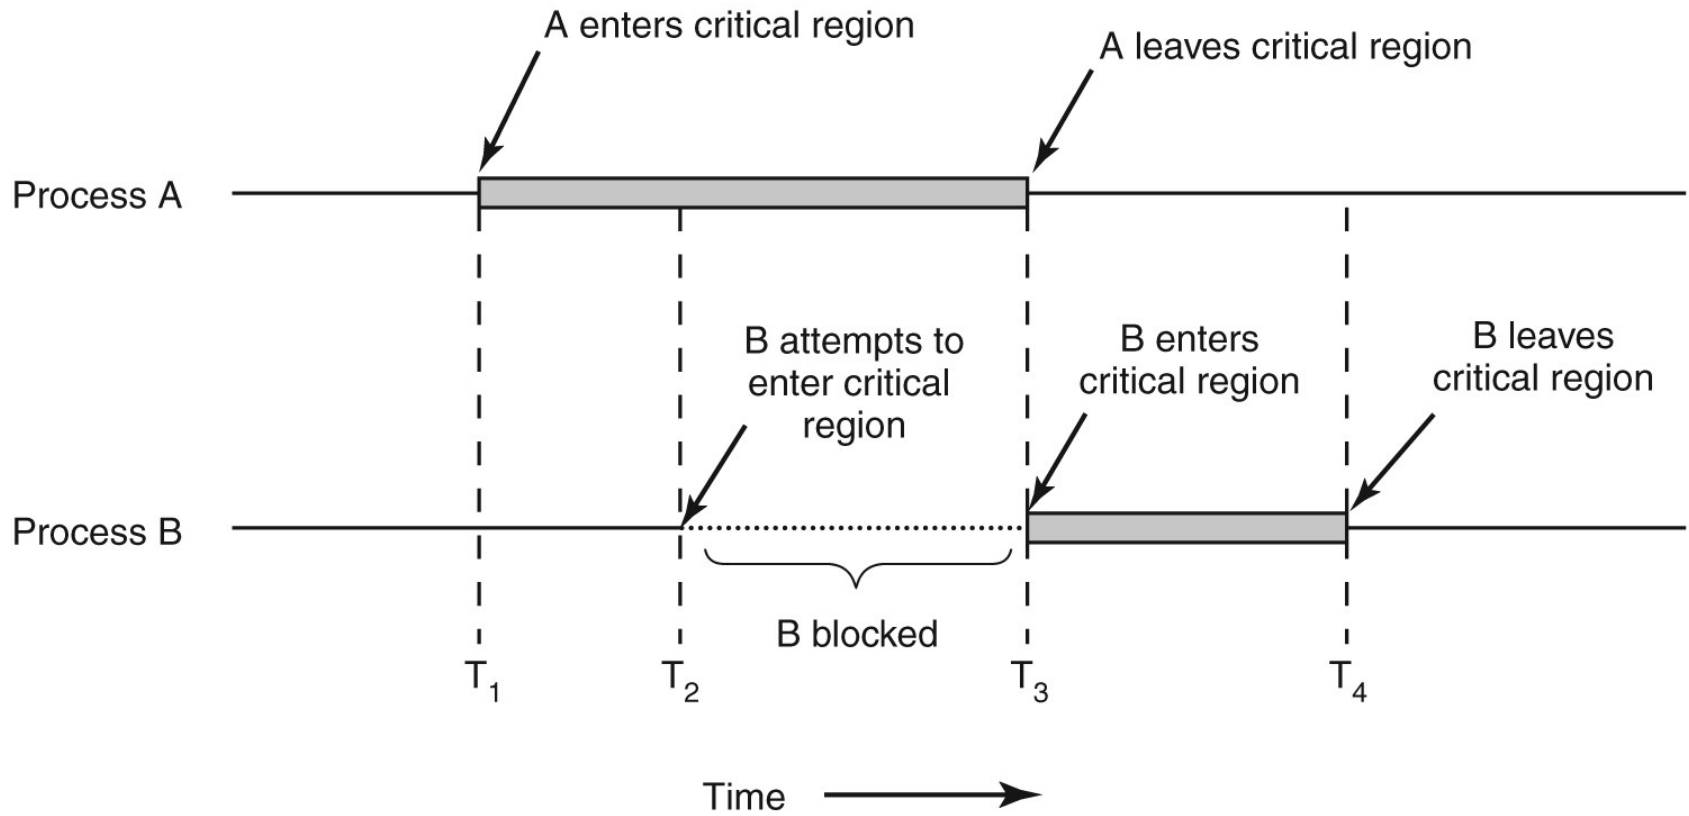 A enters critical region
A leaves critical region
Process A
B attempts to
enter critical
region
B enters
critical region
B leaves
critical region
Process B
B blocked
T1
T2
T3
T4
Time